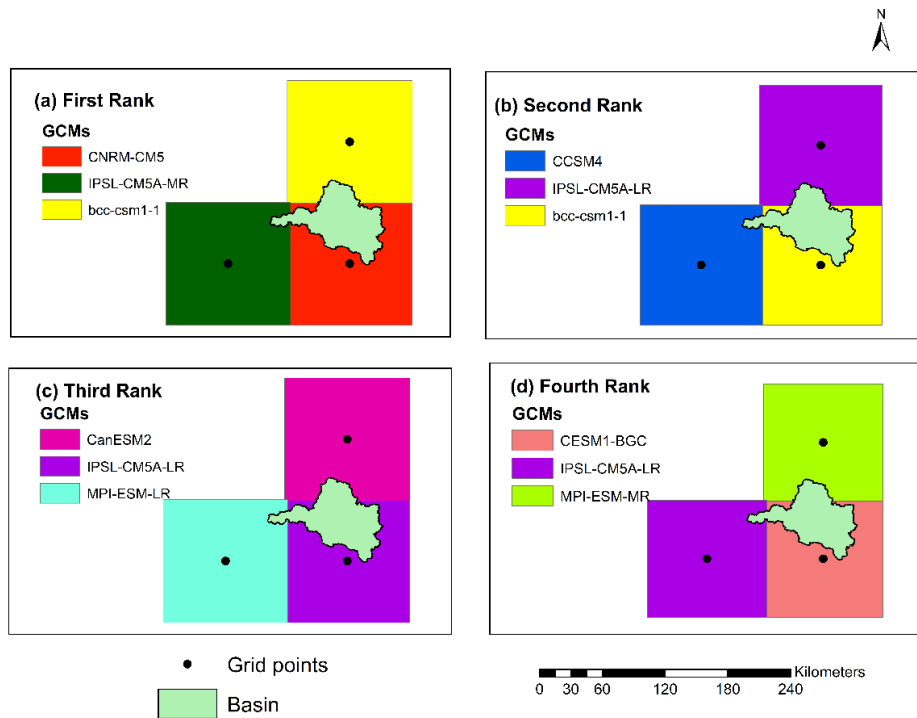 N
(a) First Rank
GCMs
CNRM-CM5
IPSL-CM5A-MR
bcc-csm1-1
(b) Second Rank
GCMs
CCSM4
IPSL-CM5A-LR
bcc-csm1-1
(c) Third Rank
GCMs
CanESM2
IPSL-CM5A-LR
MPI-ESM-LR
(d) Fourth Rank
GCMs
CESM1-BGC
IPSL-CM5A-LR
MPI-ESM-MR
Grid points
Basin
Kilometers
0 30 60 120 180 240